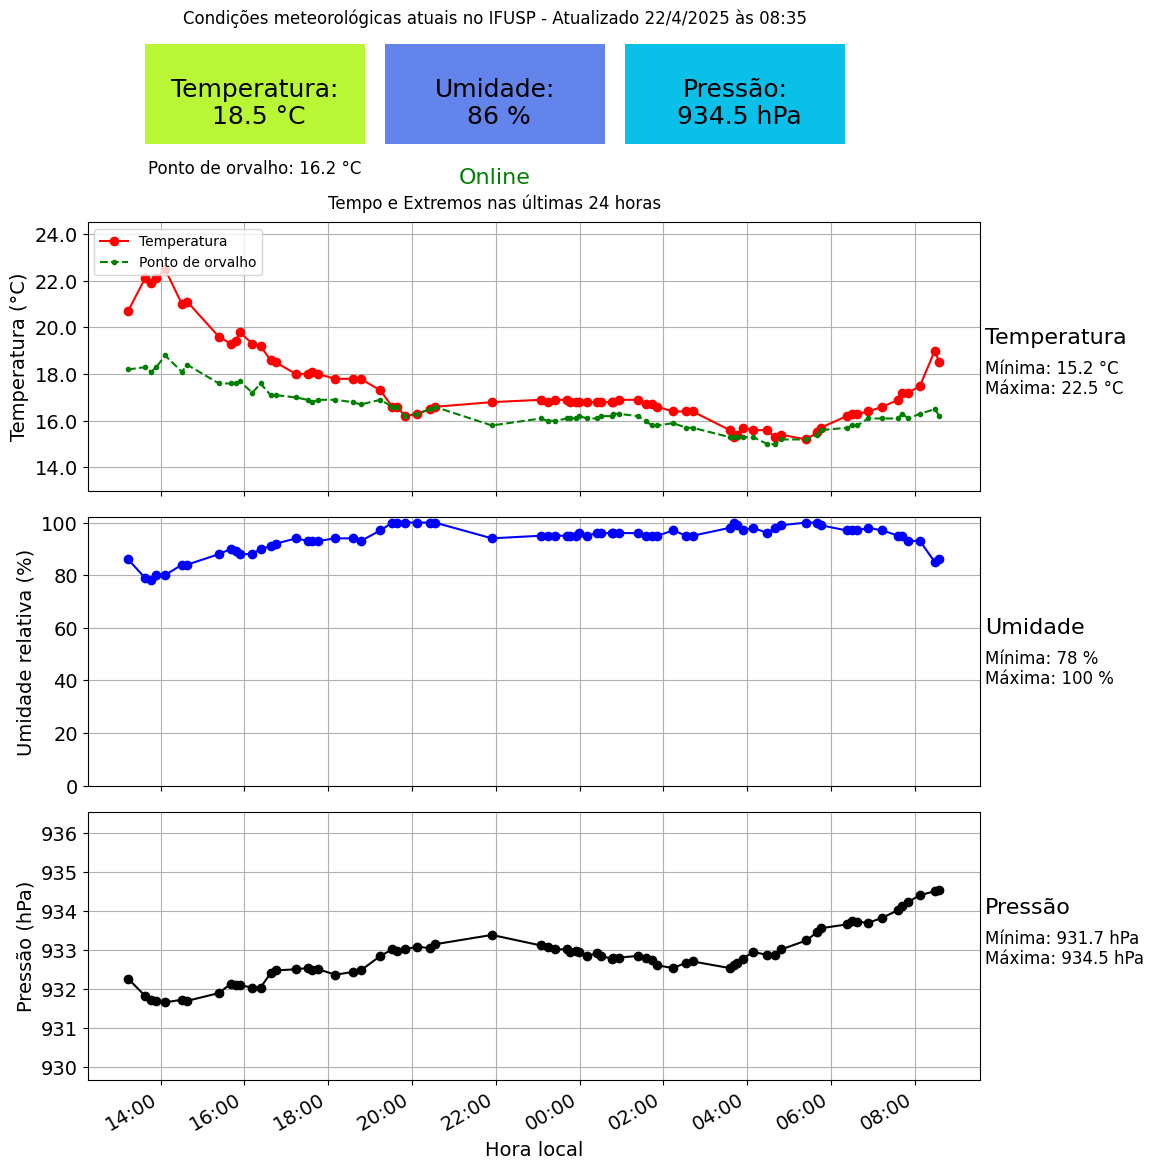 Condições meteorológicas atuais no IFUSP - Atualizado 22/4/2025 às 08:35
Temperatura:
18.5 °C
Umidade:
86 %
Pressão:
934.5 hPa
Ponto de orvalho: 16.2 °C
Online
Tempo e Extremos nas últimas 24 horas
Temperatura (°C)
24.0
22.0
20.0
18.0
16.0
14.0
Temperatura
Ponto de orvalho
Temperatura
Mínima: 15.2 °C
Máxima: 22.5 °C
Umidade relativa (%)
100
80
60
40
20
0
Umidade
Mínima: 78 %
Máxima: 100 %
Pressão (hPa)
936
935
934
933
932
931
930
Pressão
Mínima: 931.7 hPa
Máxima: 934.5 hPa
14:00
16:00
18:00
20:00
22:00
00:00
02:00
04:00
06:00
08:00
Hora local